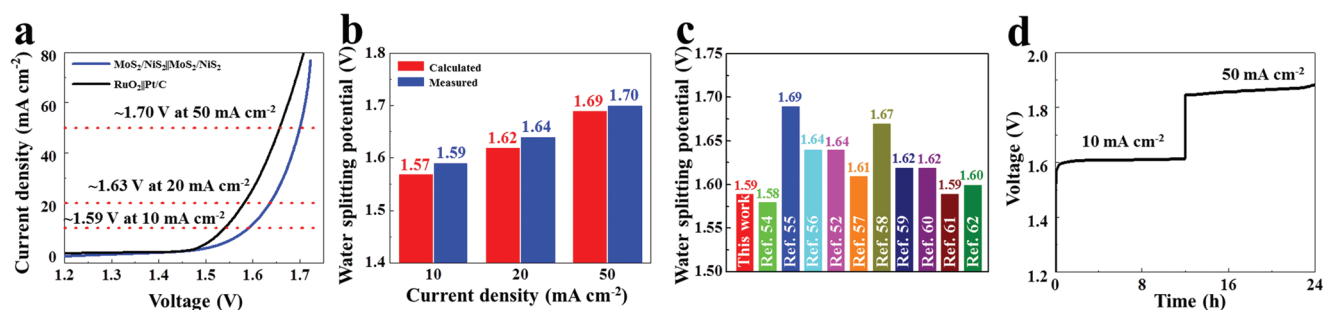 a
Current density (mA cm⁻²)
80
60
40
20
0
MoS₂/NiS₂||MoS₂/NiS₂
RuO₂||Pt/C
~1.70 V at 50 mA cm⁻²
~1.63 V at 20 mA cm⁻²
~1.59 V at 10 mA cm⁻²
1.2 1.3 1.4 1.5 1.6 1.7
Voltage (V)
b
Water splitting potential (V)
1.8
1.7
1.6
1.5
1.4
Calculated
Measured
1.57 1.59 1.62 1.64 1.69 1.70
10 20 50
Current density (mA cm⁻²)
c
Water splitting potential (V)
1.75
1.70
1.65
1.60
1.55
1.50
1.59 1.58 1.69 1.64 1.64 1.61 1.67 1.62 1.62 1.59 1.60
This work
Ref. 54
Ref. 55
Ref. 56
Ref. 52
Ref. 57
Ref. 58
Ref. 59
Ref. 60
Ref. 61
Ref. 62
d
Voltage (V)
2.0
1.8
1.6
1.4
1.2
10 mA cm⁻²
50 mA cm⁻²
0 8 16 24
Time (h)